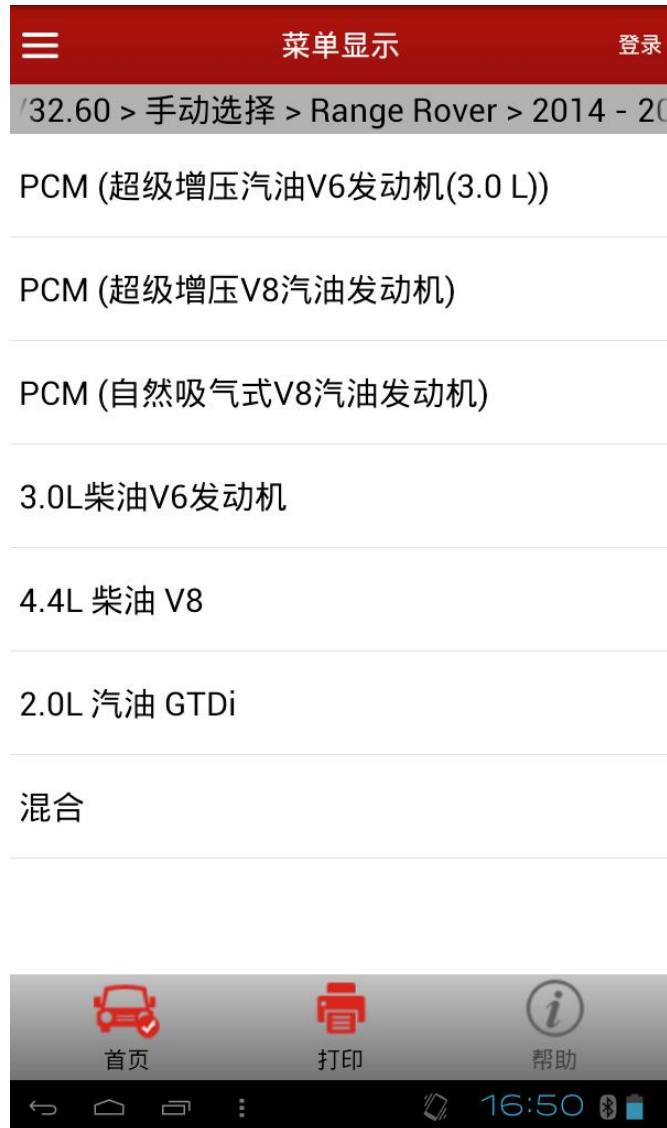 菜单显示
登录
V32.60 > 手动选择 > Range Rover > 2014 - 20
PCM (超级增压汽油V6发动机(3.0 L))
PCM (超级增压V8汽油发动机)
PCM (自然吸气式V8汽油发动机)
3.0L柴油V6发动机
4.4L 柴油 V8
2.0L 汽油 GTDi
混合
首页
打印
帮助
16:50